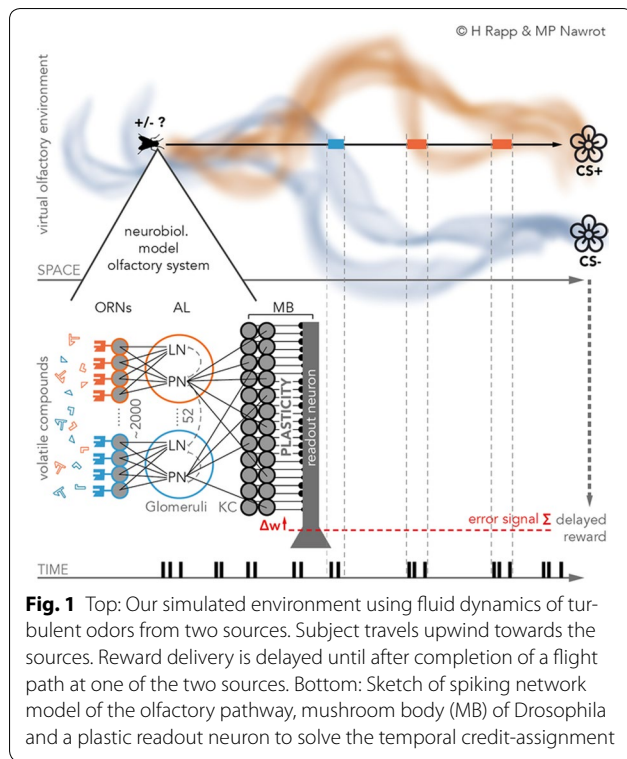 © H Rapp & MP Nawrot
virtual olfactory environment
+/- ?
CS+
neurobiol.
model
olfactory system
CS-
SPACE
ORNs AL MB
volatile compounds
LN
PN
~2000
52
LN
PN
Glomeruli KC
PLASTICITY
readout neuron
Δw
error signal Σ delayed
reward
TIME
Fig. 1 Top: Our simulated environment using fluid dynamics of tur-
bulent odors from two sources. Subject travels upwind towards the
sources. Reward delivery is delayed until after completion of a flight
path at one of the two sources. Bottom: Sketch of spiking network
model of the olfactory pathway, mushroom body (MB) of Drosophila
and a plastic readout neuron to solve the temporal credit-assignment